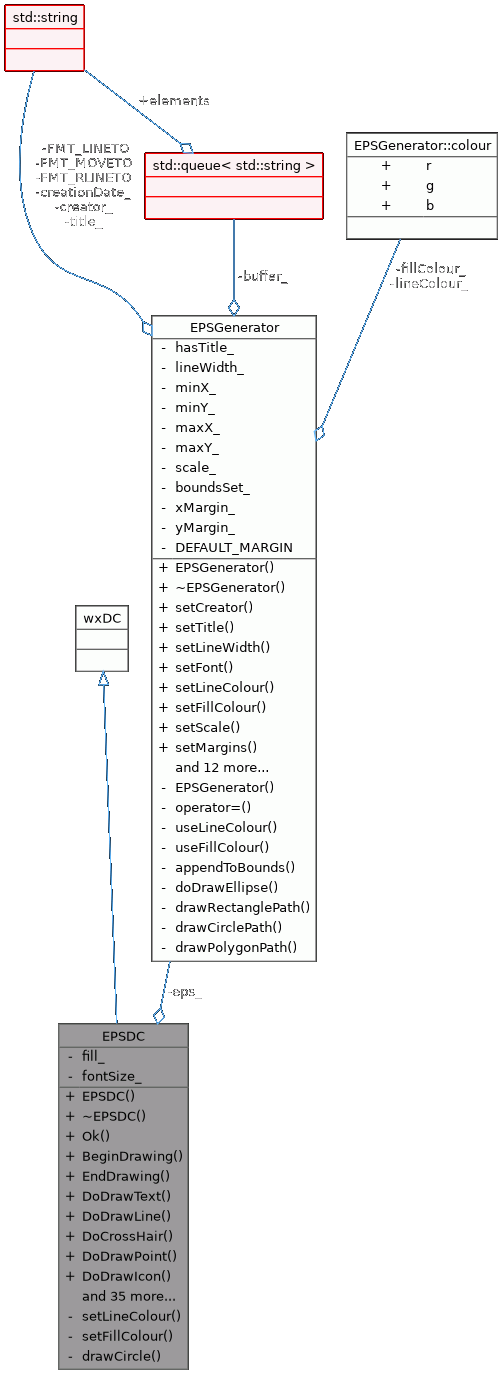 std::string
+elements
-FMT_LINETO
-FMT_MOVETO
-FMT_RLINETO
-creationDate_
-creator_
-title_
std::queue< std::string >
EPSGenerator::colour
+ r
+ g
+ b
-buffer_
-fillColour_
-lineColour_
EPSGenerator
- hasTitle_
- lineWidth_
- minX_
- minY_
- maxX_
- maxY_
- scale_
- boundsSet_
- xMargin_
- yMargin_
- DEFAULT_MARGIN
+ EPSGenerator()
+ ~EPSGenerator()
+ setCreator()
+ setTitle()
+ setLineWidth()
+ setFont()
+ setLineColour()
+ setFillColour()
+ setScale()
+ setMargins()
and 12 more...
- EPSGenerator()
- operator=()
- useLineColour()
- useFillColour()
- appendToBounds()
- doDrawEllipse()
- drawRectanglePath()
- drawCirclePath()
- drawPolygonPath()
wxDC
-eps_
EPSDC
- fill_
- fontSize_
+ EPSDC()
+ ~EPSDC()
+ Ok()
+ BeginDrawing()
+ EndDrawing()
+ DoDrawText()
+ DoDrawLine()
+ DoCrossHair()
+ DoDrawPoint()
+ DoDrawIcon()
and 35 more...
- setLineColour()
- setFillColour()
- drawCircle()